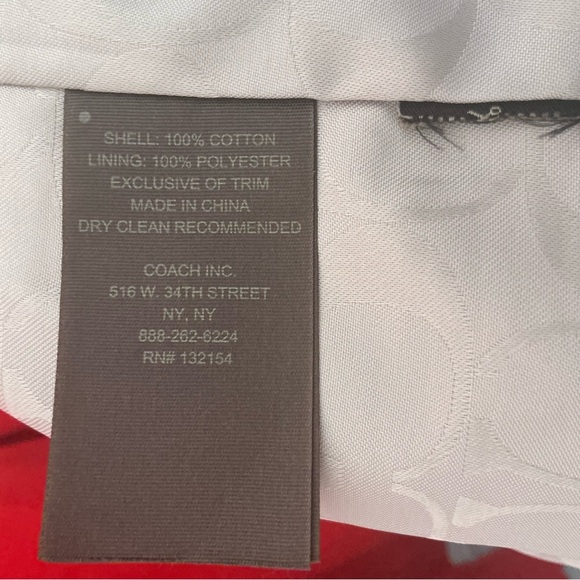 SHELL: 100% COTTON
LINING: 100% POLYESTER
EXCLUSIVE OF TRIM
MADE IN CHINA
DRY CLEAN RECOMMENDED
COACH INC.
516 W. 34TH STREET
NY, NY
888-262-6224
RN# 132154